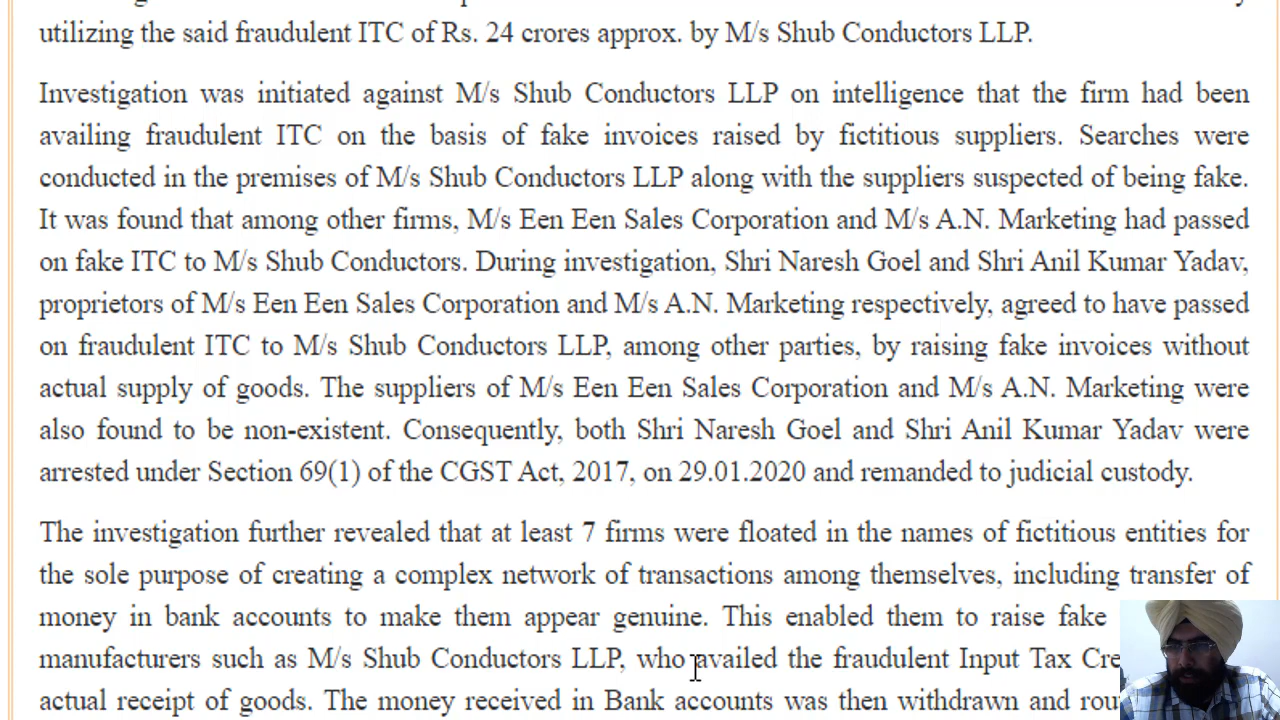 utilizing the said fraudulent ITC of Rs. 24 crores approx. by M/s Shub Conductors LLP.
Investigation was initiated against M/s Shub Conductors LLP on intelligence that the firm had been
availing fraudulent ITC on the basis of fake invoices raised by fictitious suppliers. Searches were
conducted in the premises of M/s Shub Conductors LLP along with the suppliers suspected of being fake.
It was found that among other firms, M/s Een Een Sales Corporation and M/s A.N. Marketing had passed
on fake ITC to M/s Shub Conductors. During investigation, Shri Naresh Goel and Shri Anil Kumar Yadav,
proprietors of M/s Een Een Sales Corporation and M/s A.N. Marketing respectively, agreed to have passed
on fraudulent ITC to M/s Shub Conductors LLP, among other parties, by raising fake invoices without
actual supply of goods. The suppliers of M/s Een Een Sales Corporation and M/s A.N. Marketing were
also found to be non-existent. Consequently, both Shri Naresh Goel and Shri Anil Kumar Yadav were
arrested under Section 69(1) of the CGST Act, 2017, on 29.01.2020 and remanded to judicial custody.
The investigation further revealed that at least 7 firms were floated in the names of fictitious entities for
the sole purpose of creating a complex network of transactions among themselves, including transfer of
money in bank accounts to make them appear genuine. This enabled them to raise fake
manufacturers such as M/s Shub Conductors LLP, who availed the fraudulent Input Tax Cre
actual receipt of goods. The money received in Bank accounts was then withdrawn and rou